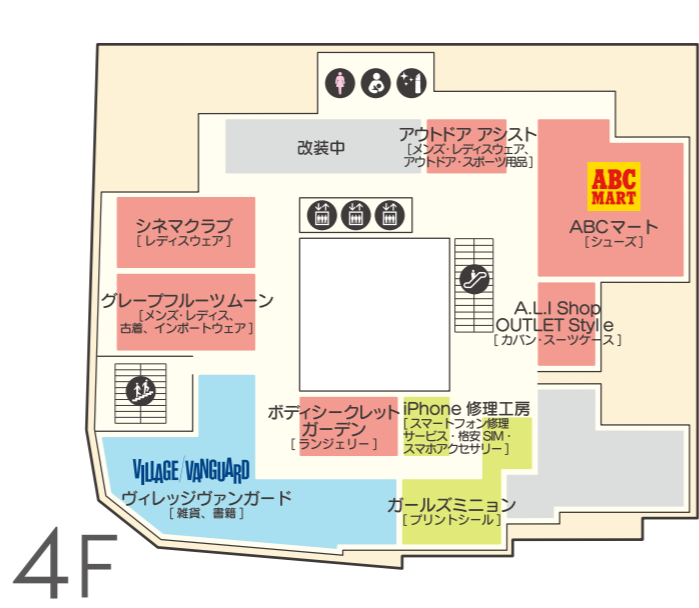 改装中
アウトドア アシスト
[メンズ・レディスウェア、
アウトドア・スポーツ用品]
ABC
MART
ABCマート
[シューズ]
シネマクラブ
[レディスウェア]
グレープフルーツムーン
[メンズ・レディス、
古着、インポートウェア]
A.L.I Shop
OUTLET Style
[カバン・スーツケース]
ボディシークレット
ガーデン
[ランジェリー]
iPhone 修理工房
[スマートフォン修理
サービス・格安 SIM・
スマホアクセサリー]
VILLAGE/VANGUARD
ヴィレッジヴァンガード
[雑貨、書籍]
ガールズミニョン
[プリントシール]
4F